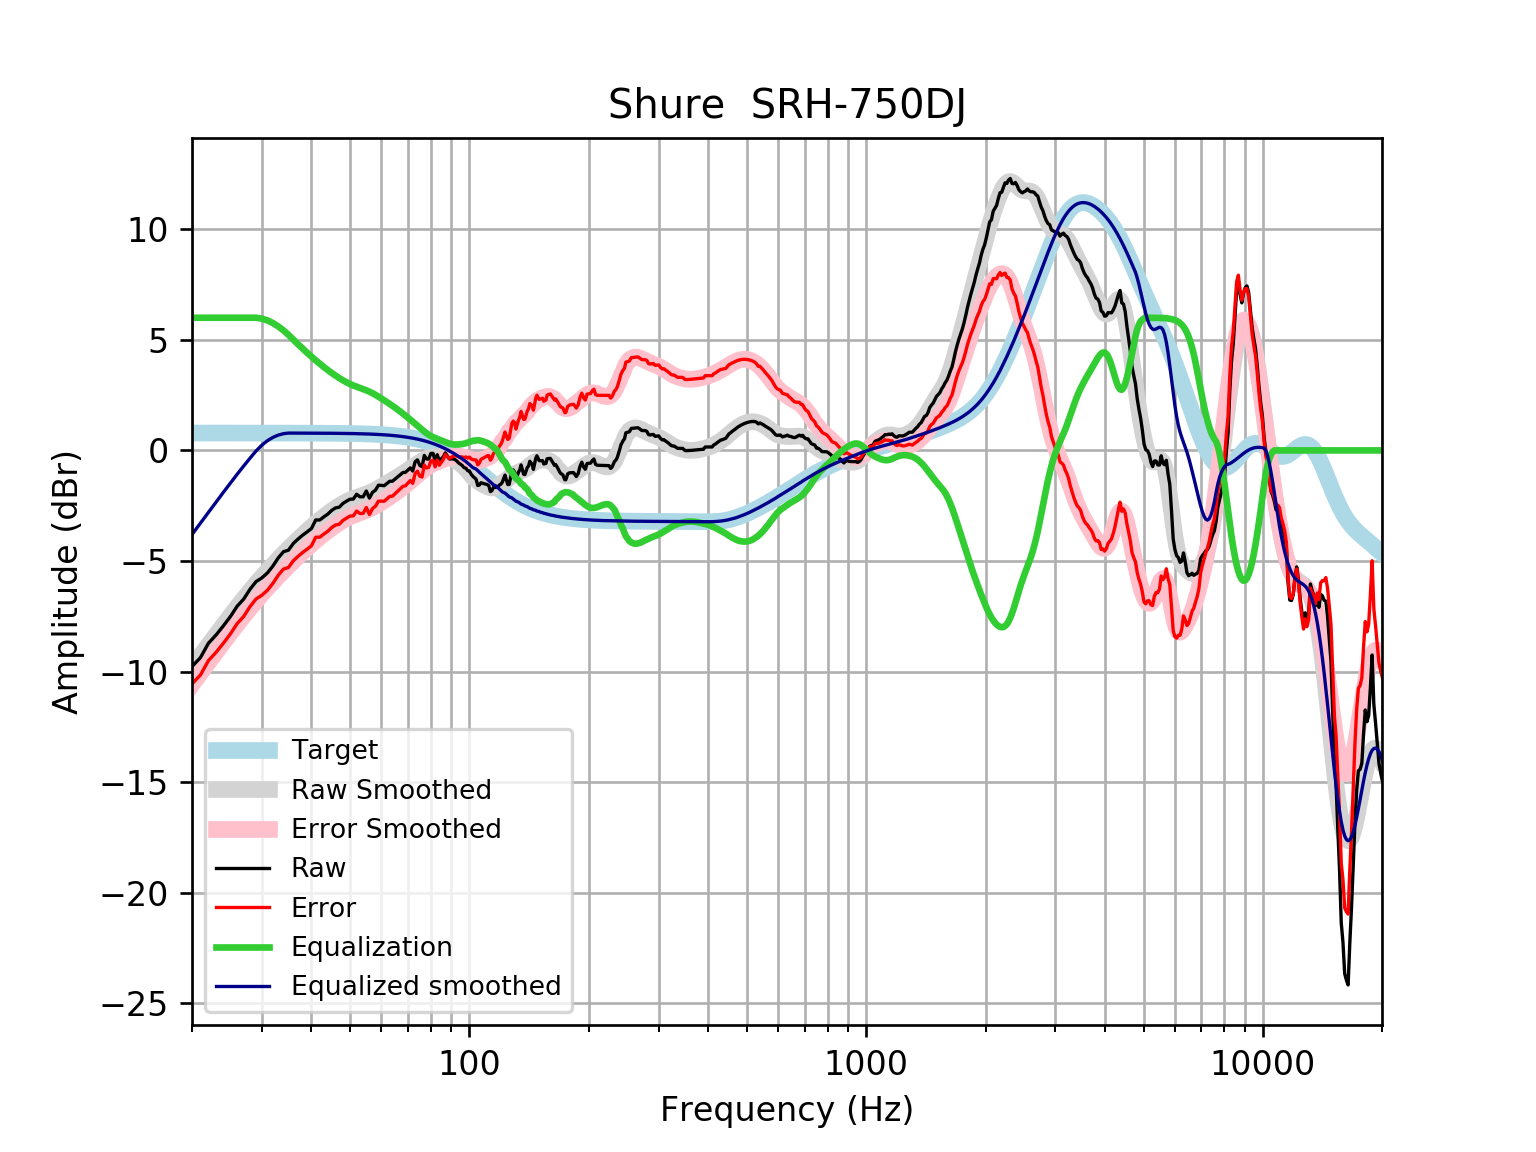 Shure  SRH-750DJ
Amplitude (dBr)
10
5
0
−5
−10
−15
−20
−25
Target
Raw Smoothed
Error Smoothed
Raw
Error
Equalization
Equalized smoothed
100
1000
10000
Frequency (Hz)